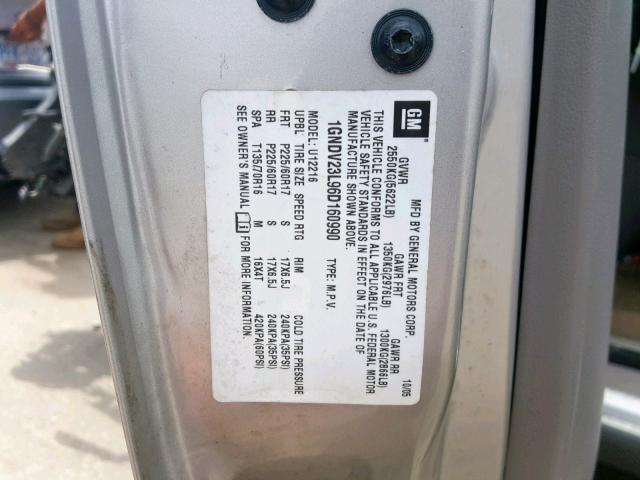 GM
MFD BY GENERAL MOTORS CORP. 10/05
GVWR GAWR FRT GAWR RR
2550KG(5622LB) 1350KG(2976LB) 1300KG(2866LB)
THIS VEHICLE CONFORMS TO ALL APPLICABLE U.S. FEDERAL MOTOR
VEHICLE SAFETY STANDARDS IN EFFECT ON THE DATE OF
MANUFACTURE SHOWN ABOVE.
1GNDV23L96D160990 TYPE: M.P.V.
MODEL: U12216
UPBL TIRE SIZE SPEED RTG RIM COLD TIRE PRESSURE
FRT P225/60R17 S 17X6.5J 240KPA(35PSI)
RR P225/60R17 S 17X6.5J 240KPA(35PSI)
SPA T135/70R16 M 16X4T 420KPA(60PSI)
SEE OWNER'S MANUAL i FOR MORE INFORMATION.